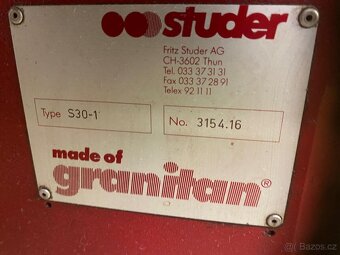 studer
Fritz Studer AG
CH-3602 Thun
Tel. 033 37 31 31
Fax 033 37 28 91
Telex 92 11 11
Type S30-1
No. 3154.16
made of
granitan®
Bazoš.cz